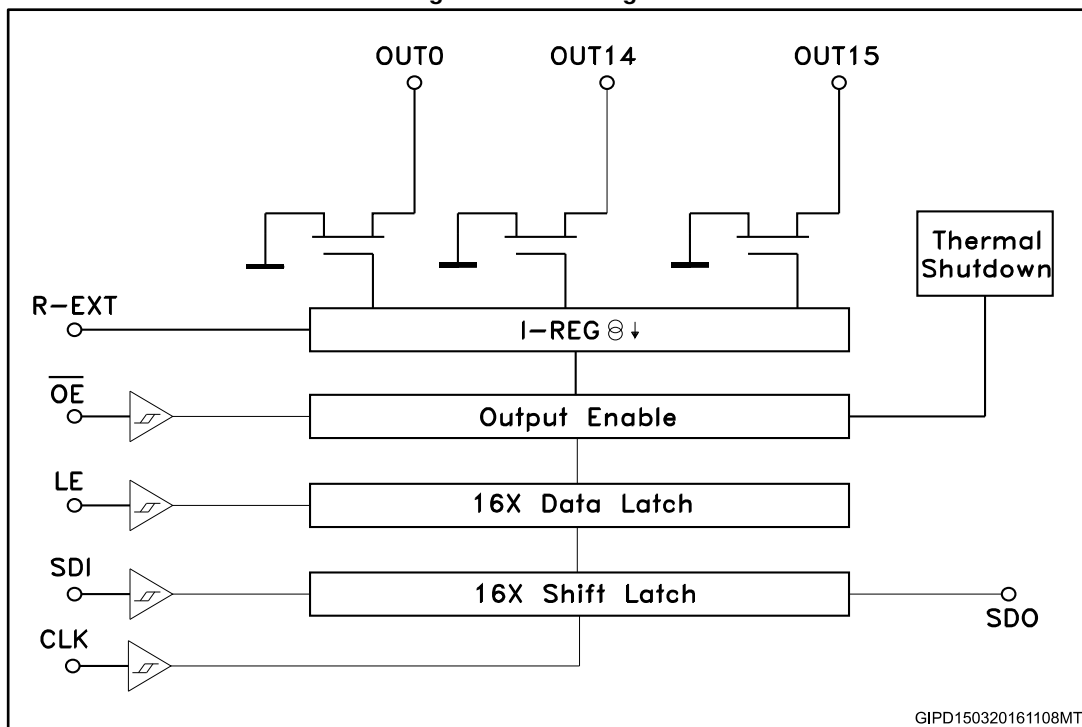 OUT0
OUT14
OUT15
Thermal
Shutdown
R-EXT
I-REG
OE
Output Enable
LE
16X Data Latch
SDI
16X Shift Latch
SDO
CLK
GIPD150320161108MT